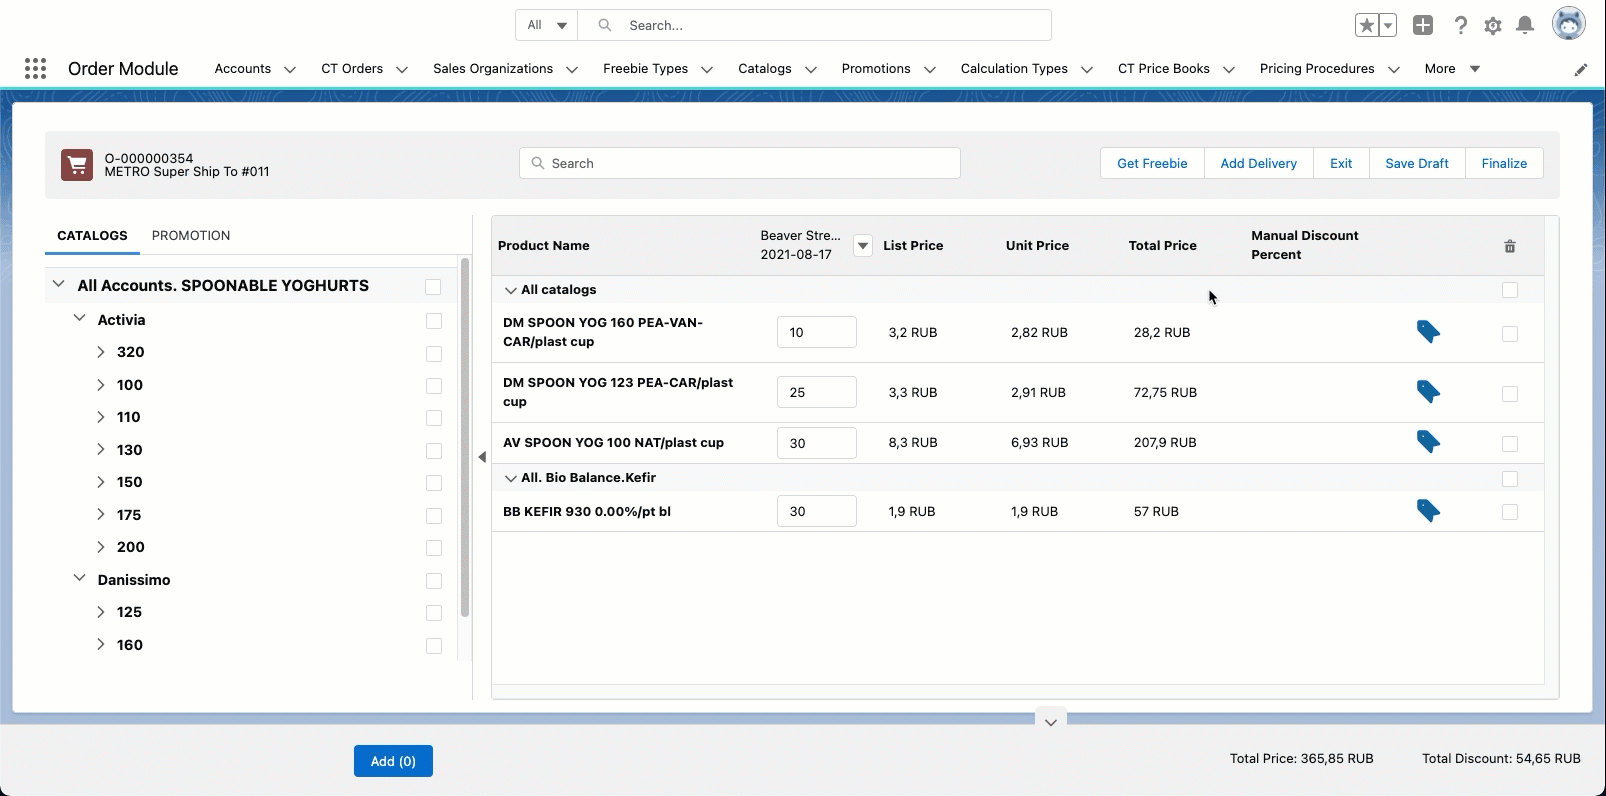 All
Search...
Order Module
Accounts
CT Orders
Sales Organizations
Freebie Types
Catalogs
Promotions
Calculation Types
CT Price Books
Pricing Procedures
More
O-000000354
METRO Super Ship To #011
Search
Get Freebie
Add Delivery
Exit
Save Draft
Finalize
CATALOGS
PROMOTION
All Accounts. SPOONABLE YOGHURTS
Activia
320
100
110
130
150
175
200
Danissimo
125
160
Product Name
Beaver Stre...
2021-08-17
List Price
Unit Price
Total Price
Manual Discount
Percent
All catalogs
DM SPOON YOG 160 PEA-VAN-
CAR/plast cup
10
3,2 RUB
2,82 RUB
28,2 RUB
DM SPOON YOG 123 PEA-CAR/plast
cup
25
3,3 RUB
2,91 RUB
72,75 RUB
AV SPOON YOG 100 NAT/plast cup
30
8,3 RUB
6,93 RUB
207,9 RUB
All. Bio Balance.Kefir
BB KEFIR 930 0.00%/pt bl
30
1,9 RUB
1,9 RUB
57 RUB
Add (0)
Total Price: 365,85 RUB
Total Discount: 54,65 RUB